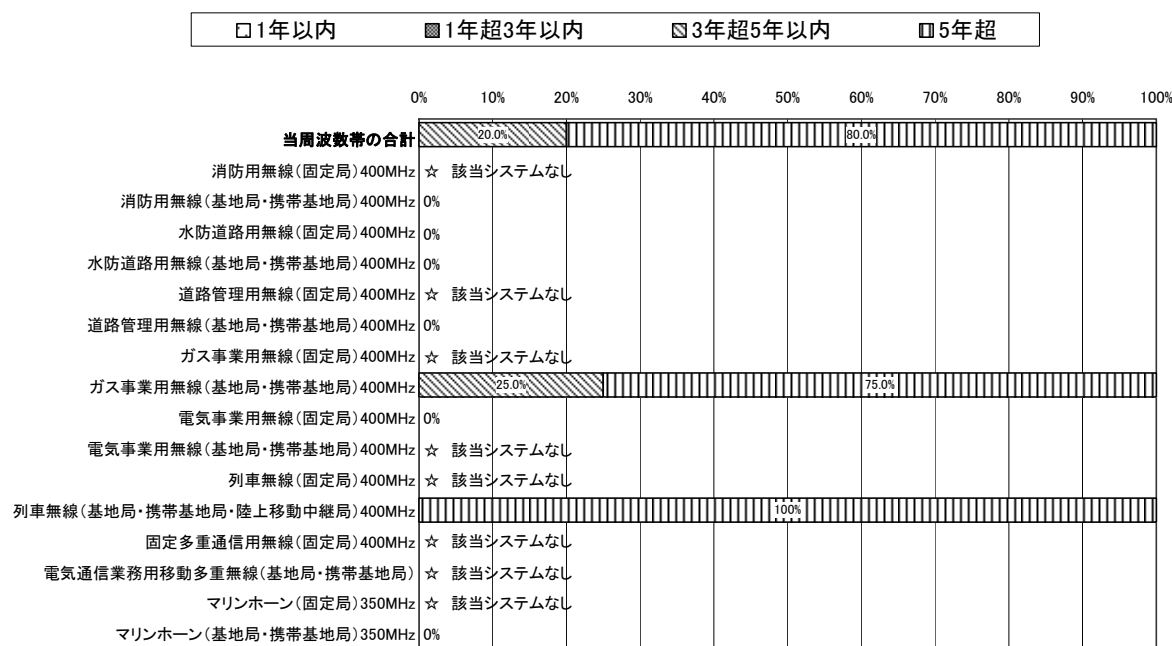 □1年以内 ■1年超3年以内 ▧3年超5年以内 ▥5年超
0% 10% 20% 30% 40% 50% 60% 70% 80% 90% 100%
当周波数帯の合計 20.0% 80.0%
消防用無線(固定局)400MHz ☆ 該当システムなし
消防用無線(基地局・携帯基地局)400MHz 0%
水防道路用無線(固定局)400MHz 0%
水防道路用無線(基地局・携帯基地局)400MHz 0%
道路管理用無線(固定局)400MHz ☆ 該当システムなし
道路管理用無線(基地局・携帯基地局)400MHz 0%
ガス事業用無線(固定局)400MHz ☆ 該当システムなし
ガス事業用無線(基地局・携帯基地局)400MHz 25.0% 75.0%
電気事業用無線(固定局)400MHz 0%
電気事業用無線(基地局・携帯基地局)400MHz ☆ 該当システムなし
列車無線(固定局)400MHz ☆ 該当システムなし
列車無線(基地局・携帯基地局・陸上移動中継局)400MHz 100%
固定多重通信用無線(固定局)400MHz ☆ 該当システムなし
電気通信業務用移動多重無線(基地局・携帯基地局) ☆ 該当システムなし
マリンホーン(固定局)350MHz ☆ 該当システムなし
マリンホーン(基地局・携帯基地局)350MHz 0%